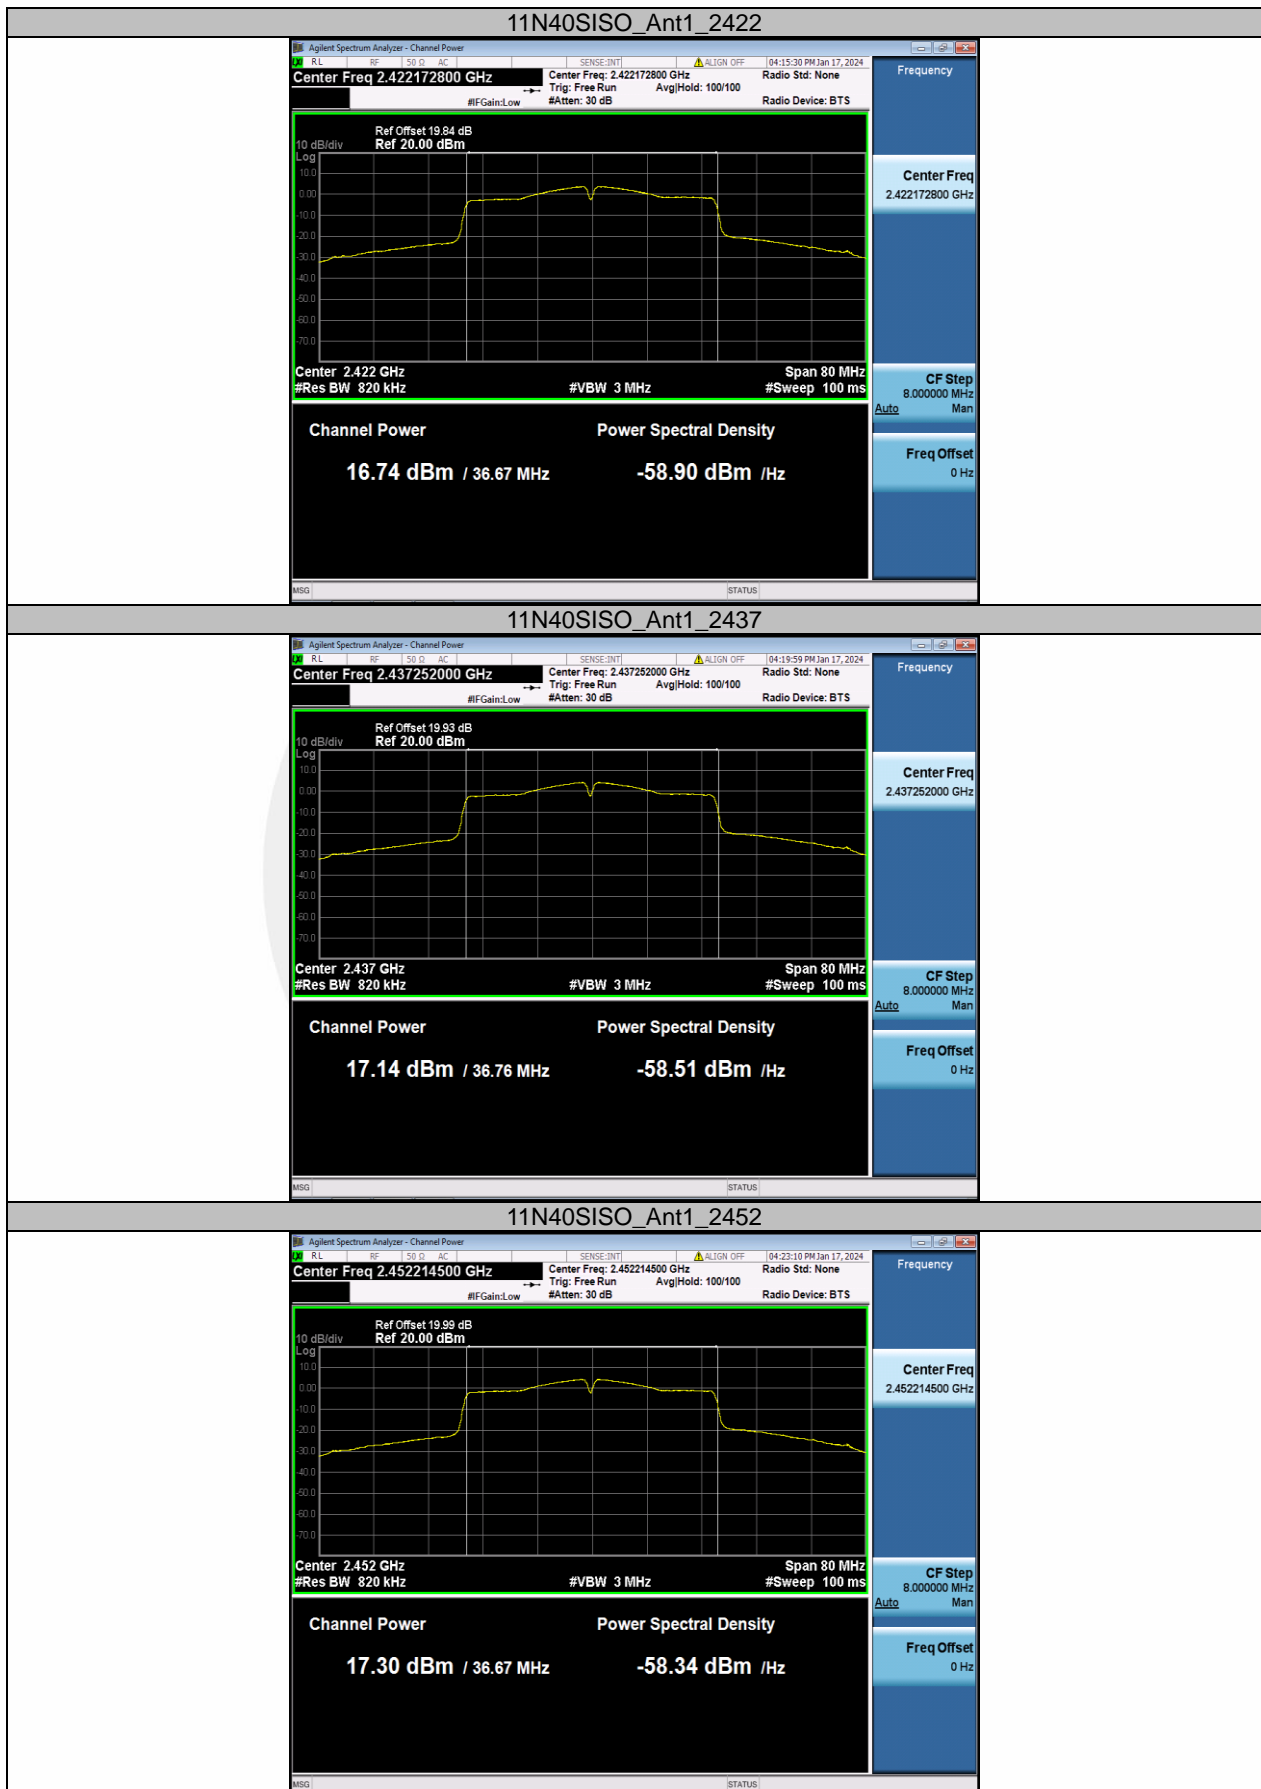 11N40SISO_Ant1_2422
Agilent Spectrum Analyzer - Channel Power
RL RF 50 Ω AC SENSE:INT ALIGN OFF 04:15:30 PM Jan 17, 2024
Center Freq 2.422172800 GHz
Center Freq: 2.422172800 GHz Radio Std: None
Trig: Free Run Avg|Hold: 100/100
#IFGain:Low #Atten: 30 dB Radio Device: BTS
Frequency
Ref Offset 19.84 dB
10 dB/div Ref 20.00 dBm
Log
10.0
0.00
-10.0
-20.0
-30.0
-40.0
-50.0
-60.0
-70.0
Center 2.422 GHz Span 80 MHz
#Res BW 820 kHz #VBW 3 MHz #Sweep 100 ms
Center Freq
2.422172800 GHz
CF Step
8.000000 MHz
Auto Man
Freq Offset
0 Hz
Channel Power Power Spectral Density
16.74 dBm / 36.67 MHz -58.90 dBm /Hz
MSG STATUS
11N40SISO_Ant1_2437
Agilent Spectrum Analyzer - Channel Power
RL RF 50 Ω AC SENSE:INT ALIGN OFF 04:19:59 PM Jan 17, 2024
Center Freq 2.437252000 GHz
Center Freq: 2.437252000 GHz Radio Std: None
Trig: Free Run Avg|Hold: 100/100
#IFGain:Low #Atten: 30 dB Radio Device: BTS
Frequency
Ref Offset 19.93 dB
10 dB/div Ref 20.00 dBm
Log
10.0
0.00
-10.0
-20.0
-30.0
-40.0
-50.0
-60.0
-70.0
Center 2.437 GHz Span 80 MHz
#Res BW 820 kHz #VBW 3 MHz #Sweep 100 ms
Center Freq
2.437252000 GHz
CF Step
8.000000 MHz
Auto Man
Freq Offset
0 Hz
Channel Power Power Spectral Density
17.14 dBm / 36.76 MHz -58.51 dBm /Hz
MSG STATUS
11N40SISO_Ant1_2452
Agilent Spectrum Analyzer - Channel Power
RL RF 50 Ω AC SENSE:INT ALIGN OFF 04:23:10 PM Jan 17, 2024
Center Freq 2.452214500 GHz
Center Freq: 2.452214500 GHz Radio Std: None
Trig: Free Run Avg|Hold: 100/100
#IFGain:Low #Atten: 30 dB Radio Device: BTS
Frequency
Ref Offset 19.99 dB
10 dB/div Ref 20.00 dBm
Log
10.0
0.00
-10.0
-20.0
-30.0
-40.0
-50.0
-60.0
-70.0
Center 2.452 GHz Span 80 MHz
#Res BW 820 kHz #VBW 3 MHz #Sweep 100 ms
Center Freq
2.452214500 GHz
CF Step
8.000000 MHz
Auto Man
Freq Offset
0 Hz
Channel Power Power Spectral Density
17.30 dBm / 36.67 MHz -58.34 dBm /Hz
MSG STATUS